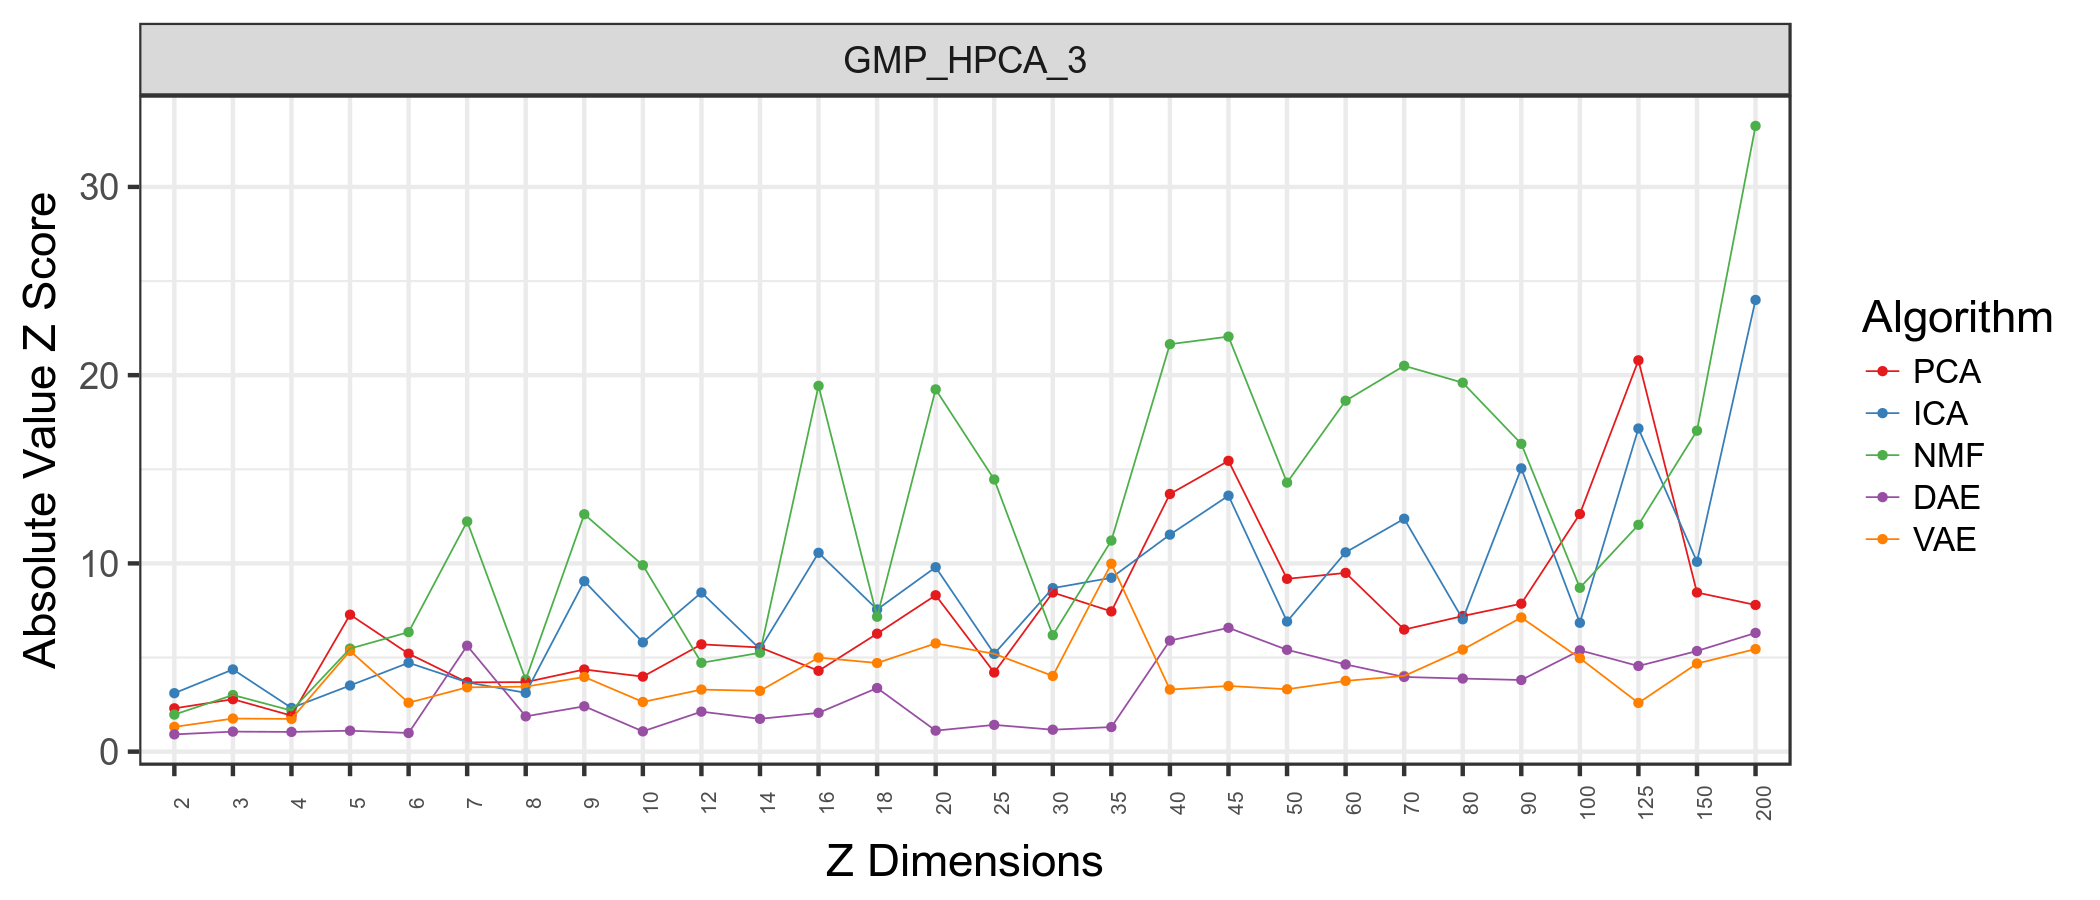 GMP_HPCA_3
Absolute Value Z Score
30
20
10
0
2 3 4 5 6 7 8 9 10 12 14 16 18 20 25 30 35 40 45 50 60 70 80 90 100 125 150 200
Z Dimensions
Algorithm
PCA
ICA
NMF
DAE
VAE